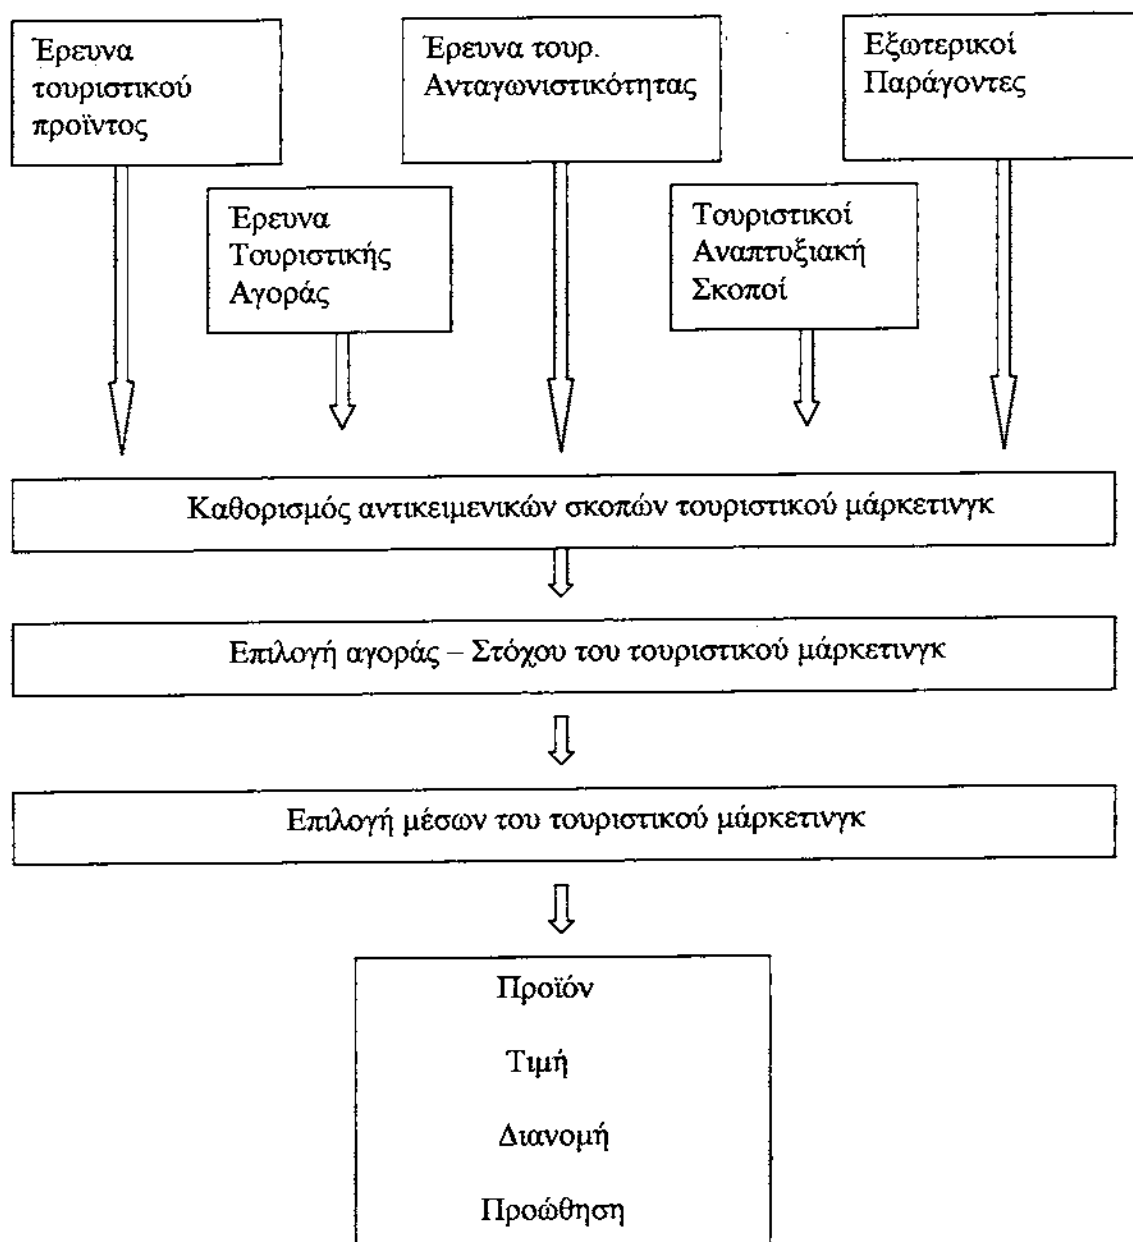 Έρευνα
τουριστικού
προϊντος
Έρευνα τουρ.
Ανταγωνιστικότητας
Εξωτερικοί
Παράγοντες
Έρευνα
Τουριστικής
Αγοράς
Τουριστικοί
Αναπτυξιακή
Σκοποί
Καθορισμός αντικειμενικών σκοπών τουριστικού μάρκετινγκ
Επιλογή αγοράς – Στόχου του τουριστικού μάρκετινγκ
Επιλογή μέσων του τουριστικού μάρκετινγκ
Προϊόν
Τιμή
Διανομή
Προώθηση